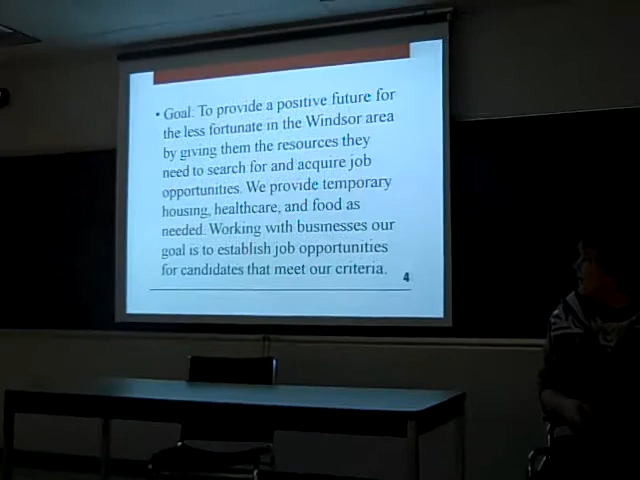 • Goal: To provide a positive future for
the less fortunate in the Windsor area
by giving them the resources they
need to search for and acquire job
opportunities. We provide temporary
housing, healthcare, and food as
needed. Working with businesses our
goal is to establish job opportunities
for candidates that meet our criteria.
4